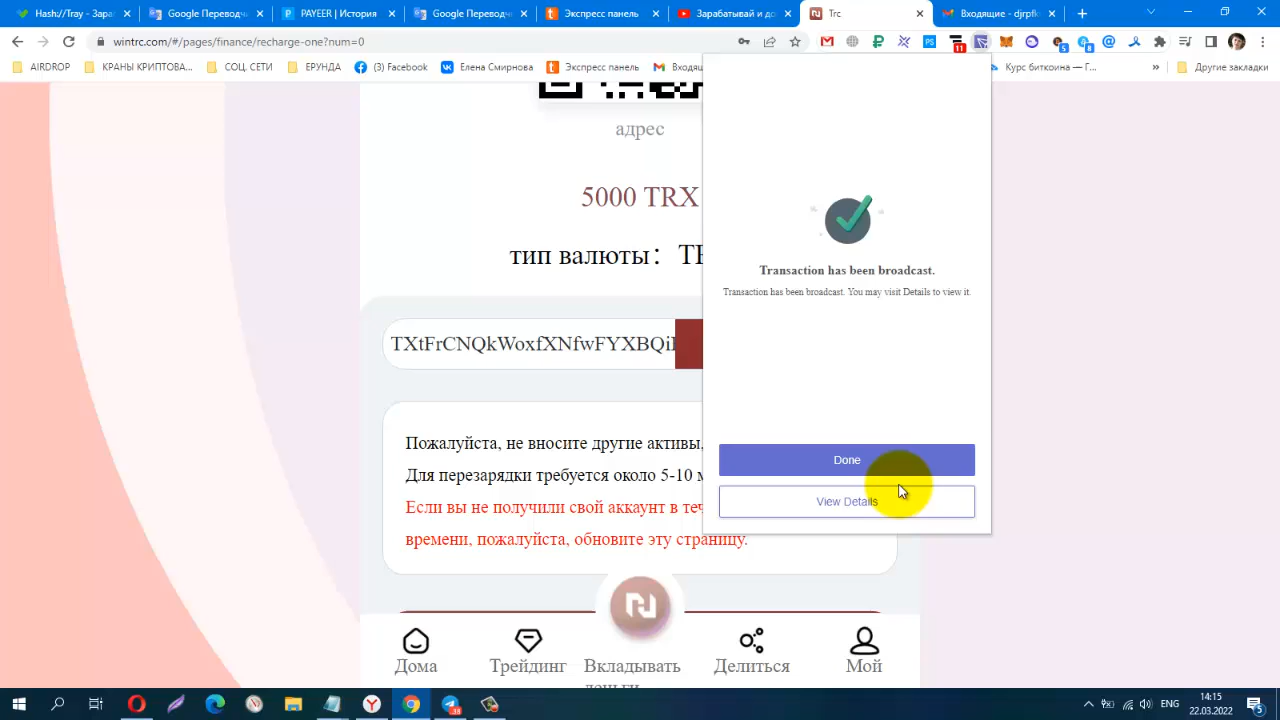 Hash://Tray - Зарабат
PAYEER | История
Google Переводч
Google Переводч
Экспресс панель
Зарабатывай и до
Trc
Входящие - djrpfl
wintrc.com/#/pages/finance/recharge-one?num=0
AIRDROP
КРАНЫ КРИПТОВА...
СОЦ. СЕТИ
ЕРУНДА
(3) Facebook
Елена Смирнова
Экспресс панель
Входящ
Курс биткоина — Г...
»
Другие закладки
адрес
5000 TRX
тип валюты：
TXtFrCNQkWoxfXNfwFYXBQi
Пожалуйста, не вносите другие активы,
Для перезарядки требуется около 5-10 м
Если вы не получили свой аккаунт в теч
времени, пожалуйста, обновите эту страницу.
Transaction has been broadcast.
Transaction has been broadcast. You may visit Details to view it.
Done
View Details
Дома
Трейдинг
Вкладывать
деньги
Делиться
Мой
ENG
14:15
22.03.2022